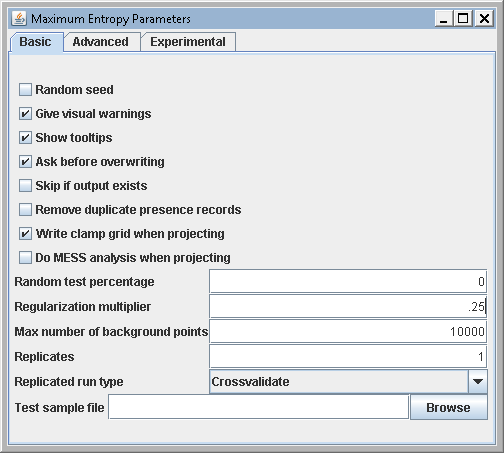 Maximum Entropy Parameters
Basic Advanced Experimental
Random seed
Give visual warnings
Show tooltips
Ask before overwriting
Skip if output exists
Remove duplicate presence records
Write clamp grid when projecting
Do MESS analysis when projecting
Random test percentage 0
Regularization multiplier .25
Max number of background points 10000
Replicates 1
Replicated run type Crossvalidate
Test sample file Browse